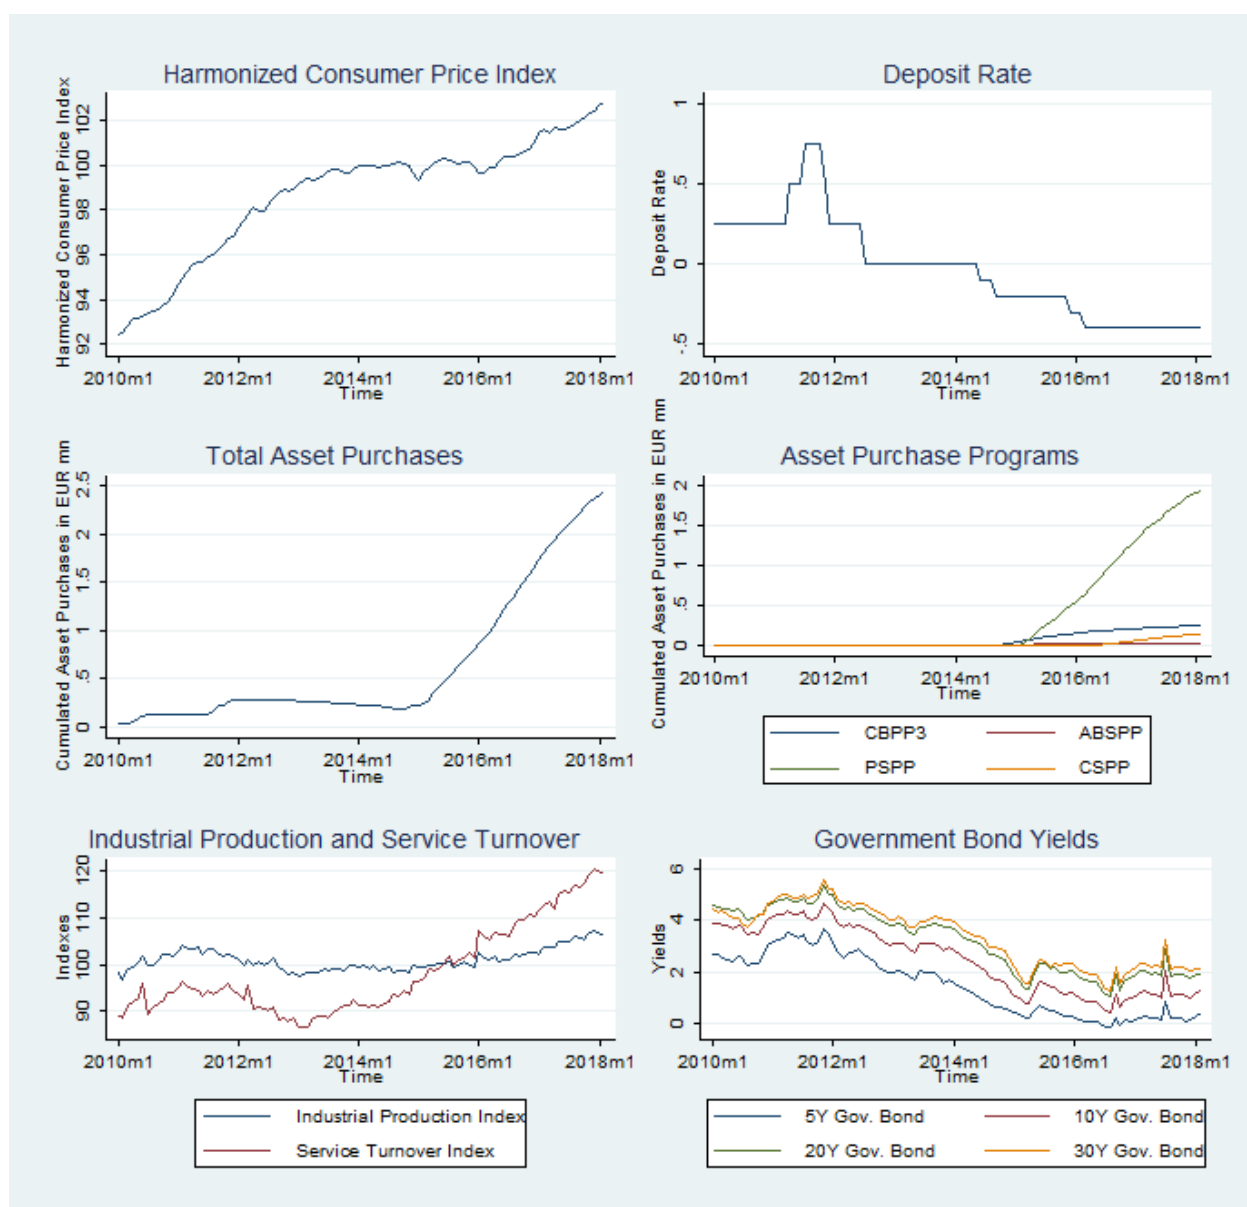 Harmonized Consumer Price Index
Harmonized Consumer Price Index
92 94 96 98 100 102
2010m1 2012m1 2014m1 2016m1 2018m1
Time
Deposit Rate
Deposit Rate
-.5 0 .5 1
2010m1 2012m1 2014m1 2016m1 2018m1
Time
Total Asset Purchases
Cumulated Asset Purchases in EUR mn
0 .5 1 1.5 2 2.5
2010m1 2012m1 2014m1 2016m1 2018m1
Time
Asset Purchase Programs
Cumulated Asset Purchases in EUR mn
0 .5 1 1.5 2
2010m1 2012m1 2014m1 2016m1 2018m1
Time
CBPP3 ABSPP
PSPP CSPP
Industrial Production and Service Turnover
Indexes
90 100 110 120
2010m1 2012m1 2014m1 2016m1 2018m1
Time
Industrial Production Index
Service Turnover Index
Government Bond Yields
Yields
0 2 4 6
2010m1 2012m1 2014m1 2016m1 2018m1
Time
5Y Gov. Bond 10Y Gov. Bond
20Y Gov. Bond 30Y Gov. Bond